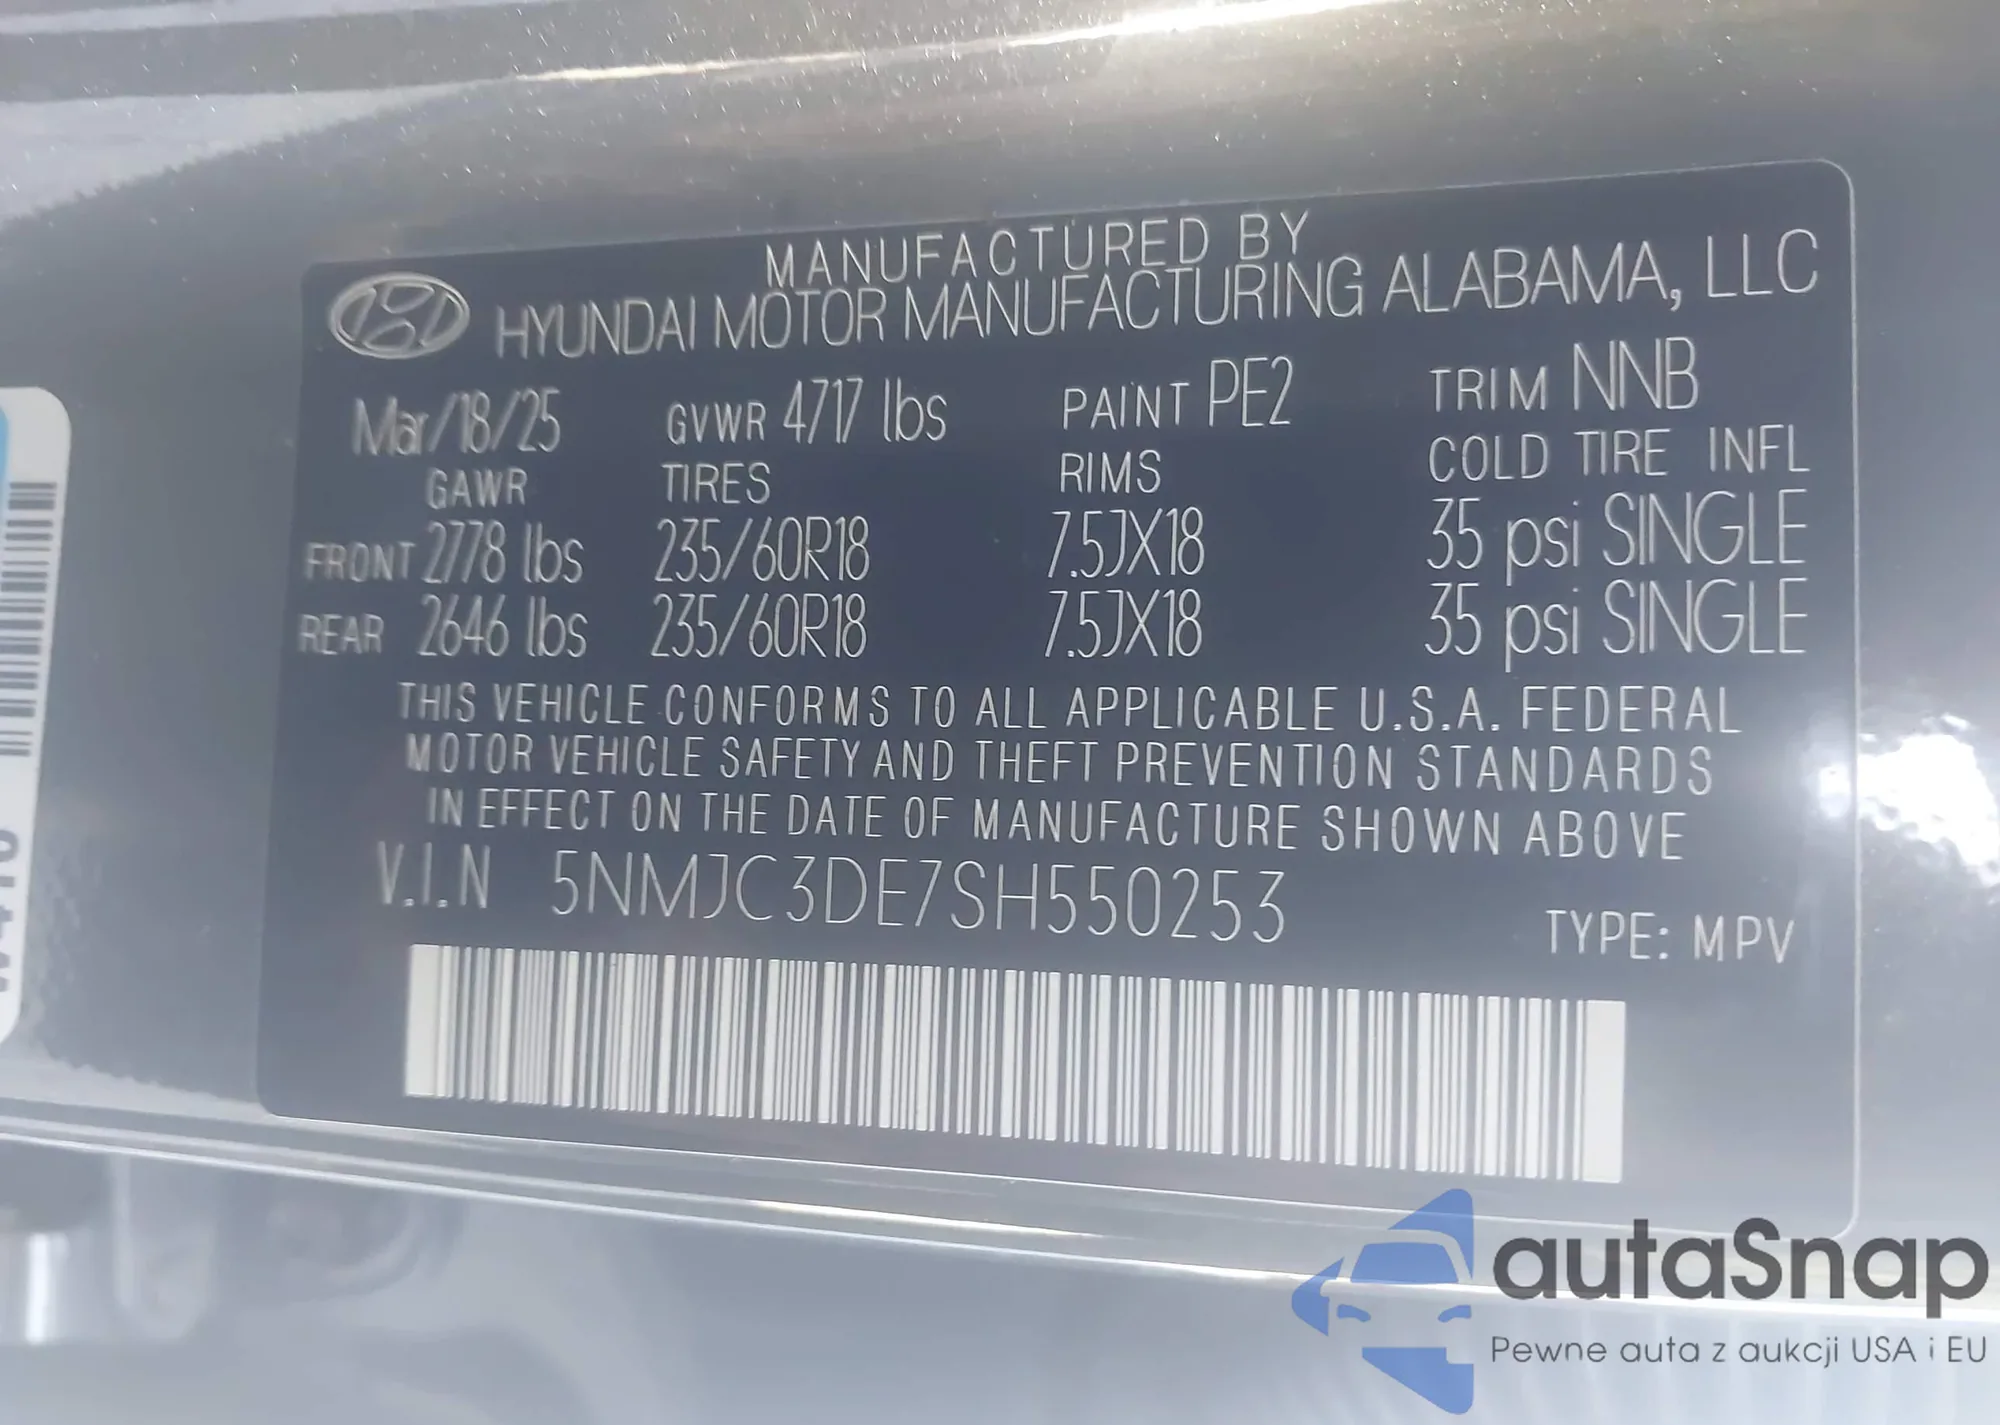 MANUFACTURED BY
HYUNDAI MOTOR MANUFACTURING ALABAMA, LLC
Mar/18/25 GVWR 4717 lbs PAINT PE2 TRIM NNB
GAWR TIRES RIMS COLD TIRE INFL
FRONT 2778 lbs 235/60R18 7.5JX18 35 psi SINGLE
REAR 2646 lbs 235/60R18 7.5JX18 35 psi SINGLE
THIS VEHICLE CONFORMS TO ALL APPLICABLE U.S.A. FEDERAL
MOTOR VEHICLE SAFETY AND THEFT PREVENTION STANDARDS
IN EFFECT ON THE DATE OF MANUFACTURE SHOWN ABOVE
V.I.N 5NMJC3DE7SH550253
TYPE: MPV
autaSnap
Pewne auta z aukcji USA i EU